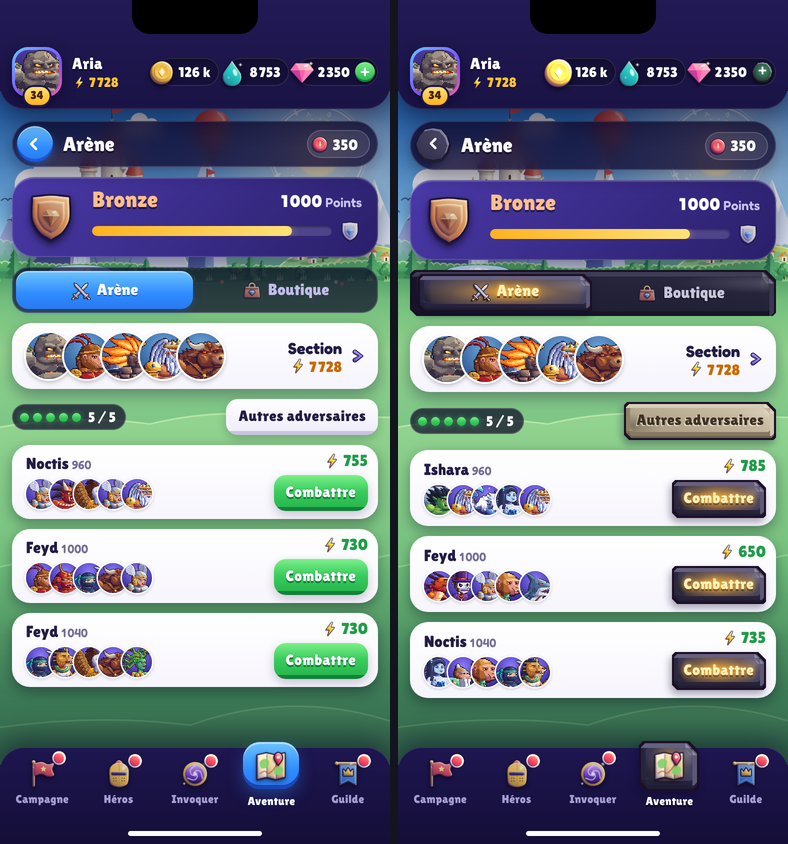 Aria
7728
34
126 k
8753
2350
Arène
350
Bronze
1000 Points
Arène
Boutique
Section
7728
5/5
Autres adversaires
Noctis 960
755
Combattre
Feyd 1000
730
Combattre
Feyd 1040
730
Combattre
Campagne
Héros
Invoquer
Aventure
Guilde
Aria
7728
34
126 k
8753
2350
Arène
350
Bronze
1000 Points
Arène
Boutique
Section
7728
5/5
Autres adversaires
Ishara 960
785
Combattre
Feyd 1000
650
Combattre
Noctis 1040
735
Combattre
Campagne
Héros
Invoquer
Aventure
Guilde